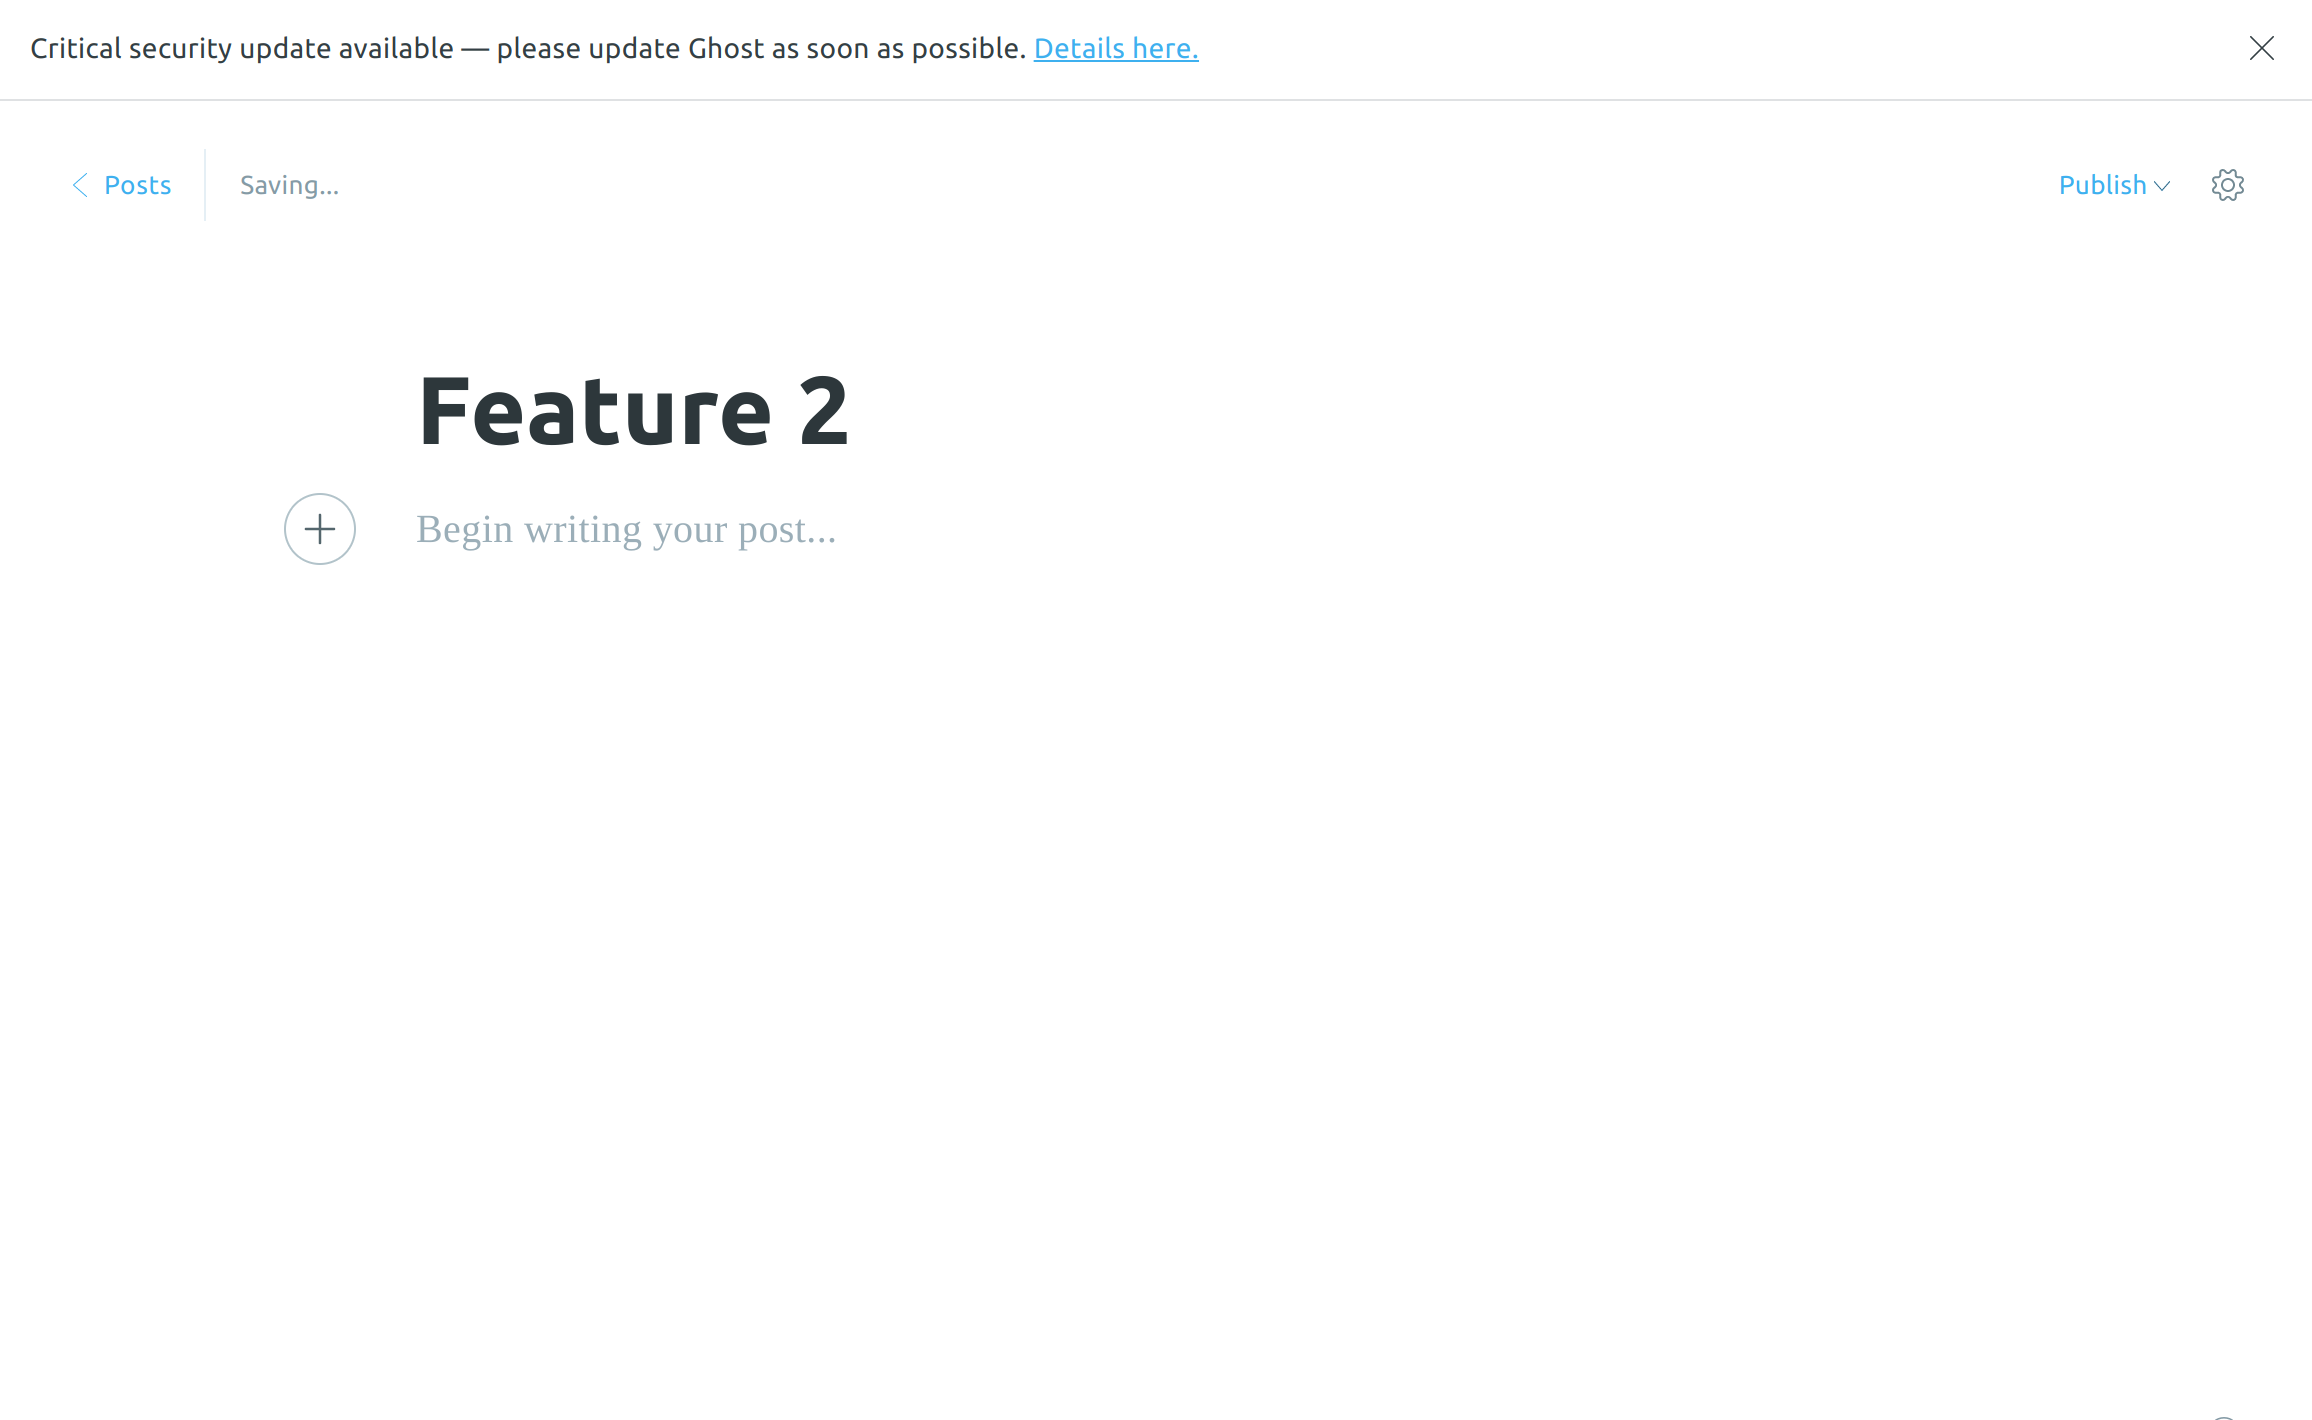 Critical security update available — please update Ghost as soon as possible. Details here.
Posts
Saving...
Publish
Feature 2
Begin writing your post...